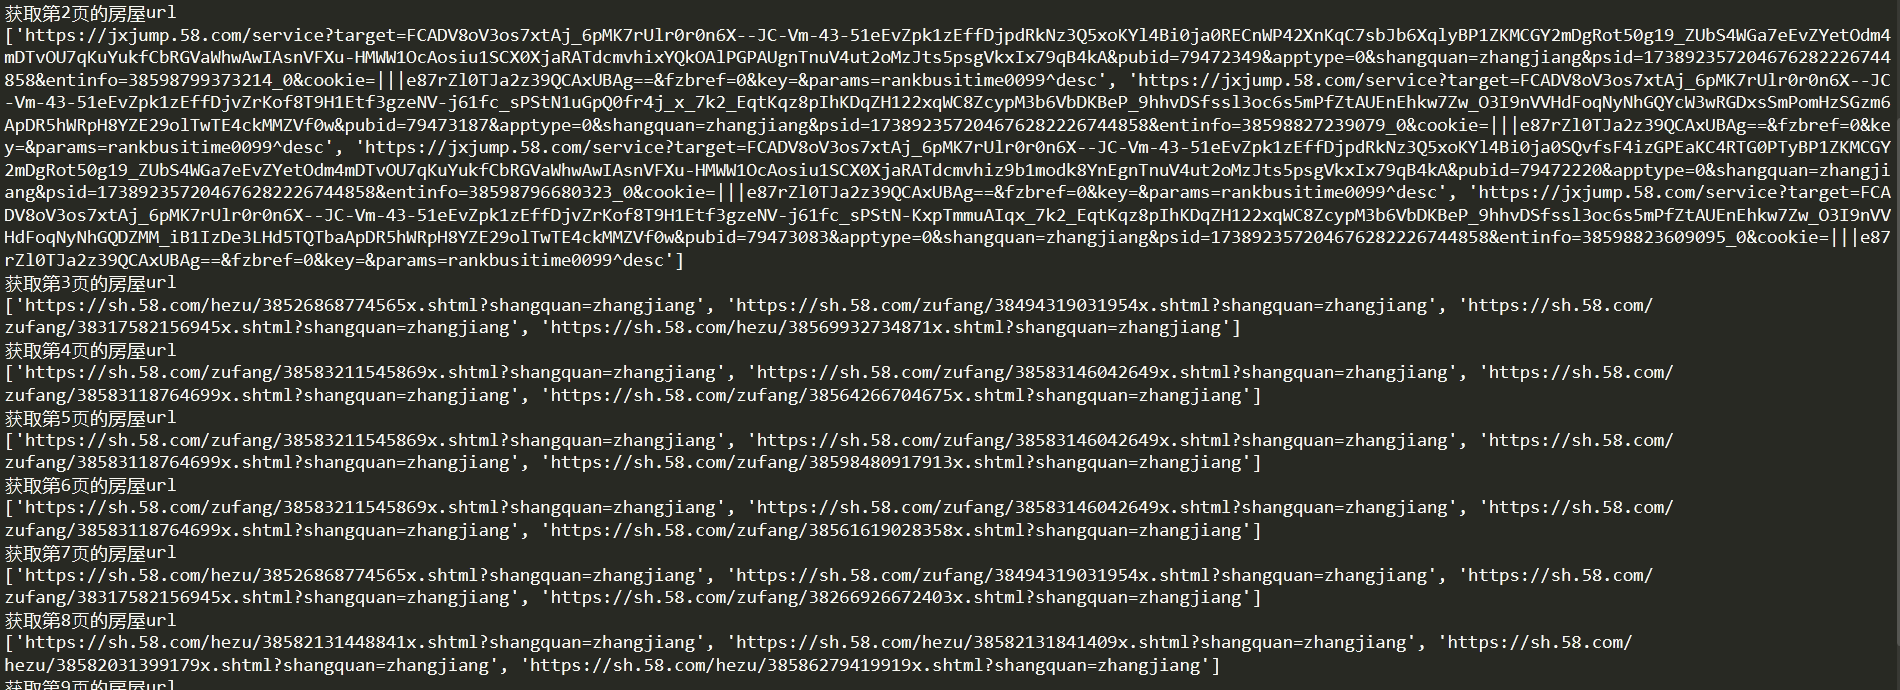 获取第2页的房屋url
['https://jxjump.58.com/service?target=FCADV8oV3os7xtAj_6pMK7rUlr0r0n6X--JC-Vm-43-51eEvZpk1zEffDjpdRkNz3Q5xoKYl4Bi0ja0RECnWP42XnKqC7sbJb6XqlyBP1ZKMCGY2mDgRot50g19_ZUbS4WGa7eEvZYetOdm4
mDTvOU7qKuYukfCbRGVaWhwAwIAsnVFXu-HMWW1OcAosiu1SCX0XjaRATdcmvhixYQkOAlPGPAUgnTnuV4ut2oMzJts5psgVkxIx79qB4kA&pubid=79472349&apptype=0&shangquan=zhangjiang&psid=173892357204676282226744
858&entinfo=38598799373214_0&cookie=|||e87rZl0TJa2z39QCAxUBAg==&fzbref=0&key=&params=rankbusitime0099^desc', 'https://jxjump.58.com/service?target=FCADV8oV3os7xtAj_6pMK7rUlr0r0n6X--JC
-Vm-43-51eEvZpk1zEffDjvZrKof8T9H1Etf3gzeNV-j61fc_sPStN1uGpQ0fr4j_x_7k2_EqtKqz8pIhKDqZH122xqWC8ZcypM3b6VbDKBeP_9hhvDSfssl3oc6s5mPfZtAUEnEhkw7Zw_O3I9nVVHdFoqNyNhGQYcW3wRGDxsSmPomHzSGzm6
ApDR5hWRpH8YZE29olTwTE4ckMMZVf0w&pubid=79473187&apptype=0&shangquan=zhangjiang&psid=173892357204676282226744858&entinfo=38598827239079_0&cookie=|||e87rZl0TJa2z39QCAxUBAg==&fzbref=0&ke
y=&params=rankbusitime0099^desc', 'https://jxjump.58.com/service?target=FCADV8oV3os7xtAj_6pMK7rUlr0r0n6X--JC-Vm-43-51eEvZpk1zEffDjpdRkNz3Q5xoKYl4Bi0ja0SQvfsF4izGPEaKC4RTG0PTyBP1ZKMCGY
2mDgRot50g19_ZUbS4WGa7eEvZYetOdm4mDTvOU7qKuYukfCbRGVaWhwAwIAsnVFXu-HMWW1OcAosiu1SCX0XjaRATdcmvhiz9b1modk8YnEgnTnuV4ut2oMzJts5psgVkxIx79qB4kA&pubid=79472220&apptype=0&shangquan=zhangji
ang&psid=173892357204676282226744858&entinfo=38598796680323_0&cookie=|||e87rZl0TJa2z39QCAxUBAg==&fzbref=0&key=&params=rankbusitime0099^desc', 'https://jxjump.58.com/service?target=FCA
DV8oV3os7xtAj_6pMK7rUlr0r0n6X--JC-Vm-43-51eEvZpk1zEffDjvZrKof8T9H1Etf3gzeNV-j61fc_sPStN-KxpTmmuAIqx_7k2_EqtKqz8pIhKDqZH122xqWC8ZcypM3b6VbDKBeP_9hhvDSfssl3oc6s5mPfZtAUEnEhkw7Zw_O3I9nVV
HdFoqNyNhGQDZMM_iB1IzDe3LHd5TQTbaApDR5hWRpH8YZE29olTwTE4ckMMZVf0w&pubid=79473083&apptype=0&shangquan=zhangjiang&psid=173892357204676282226744858&entinfo=38598823609095_0&cookie=|||e87
rZl0TJa2z39QCAxUBAg==&fzbref=0&key=&params=rankbusitime0099^desc']
获取第3页的房屋url
['https://sh.58.com/hezu/38526868774565x.shtml?shangquan=zhangjiang', 'https://sh.58.com/zufang/38494319031954x.shtml?shangquan=zhangjiang', 'https://sh.58.com/
zufang/38317582156945x.shtml?shangquan=zhangjiang', 'https://sh.58.com/hezu/38569932734871x.shtml?shangquan=zhangjiang']
获取第4页的房屋url
['https://sh.58.com/zufang/38583211545869x.shtml?shangquan=zhangjiang', 'https://sh.58.com/zufang/38583146042649x.shtml?shangquan=zhangjiang', 'https://sh.58.com/
zufang/38583118764699x.shtml?shangquan=zhangjiang', 'https://sh.58.com/zufang/38564266704675x.shtml?shangquan=zhangjiang']
获取第5页的房屋url
['https://sh.58.com/zufang/38583211545869x.shtml?shangquan=zhangjiang', 'https://sh.58.com/zufang/38583146042649x.shtml?shangquan=zhangjiang', 'https://sh.58.com/
zufang/38583118764699x.shtml?shangquan=zhangjiang', 'https://sh.58.com/zufang/38598480917913x.shtml?shangquan=zhangjiang']
获取第6页的房屋url
['https://sh.58.com/zufang/38583211545869x.shtml?shangquan=zhangjiang', 'https://sh.58.com/zufang/38583146042649x.shtml?shangquan=zhangjiang', 'https://sh.58.com/
zufang/38583118764699x.shtml?shangquan=zhangjiang', 'https://sh.58.com/zufang/38561619028358x.shtml?shangquan=zhangjiang']
获取第7页的房屋url
['https://sh.58.com/hezu/38526868774565x.shtml?shangquan=zhangjiang', 'https://sh.58.com/zufang/38494319031954x.shtml?shangquan=zhangjiang', 'https://sh.58.com/
zufang/38317582156945x.shtml?shangquan=zhangjiang', 'https://sh.58.com/zufang/38266926672403x.shtml?shangquan=zhangjiang']
获取第8页的房屋url
['https://sh.58.com/hezu/38582131448841x.shtml?shangquan=zhangjiang', 'https://sh.58.com/hezu/38582131841409x.shtml?shangquan=zhangjiang', 'https://sh.58.com/
hezu/38582031399179x.shtml?shangquan=zhangjiang', 'https://sh.58.com/hezu/38586279419919x.shtml?shangquan=zhangjiang']
获取第9页的房屋url